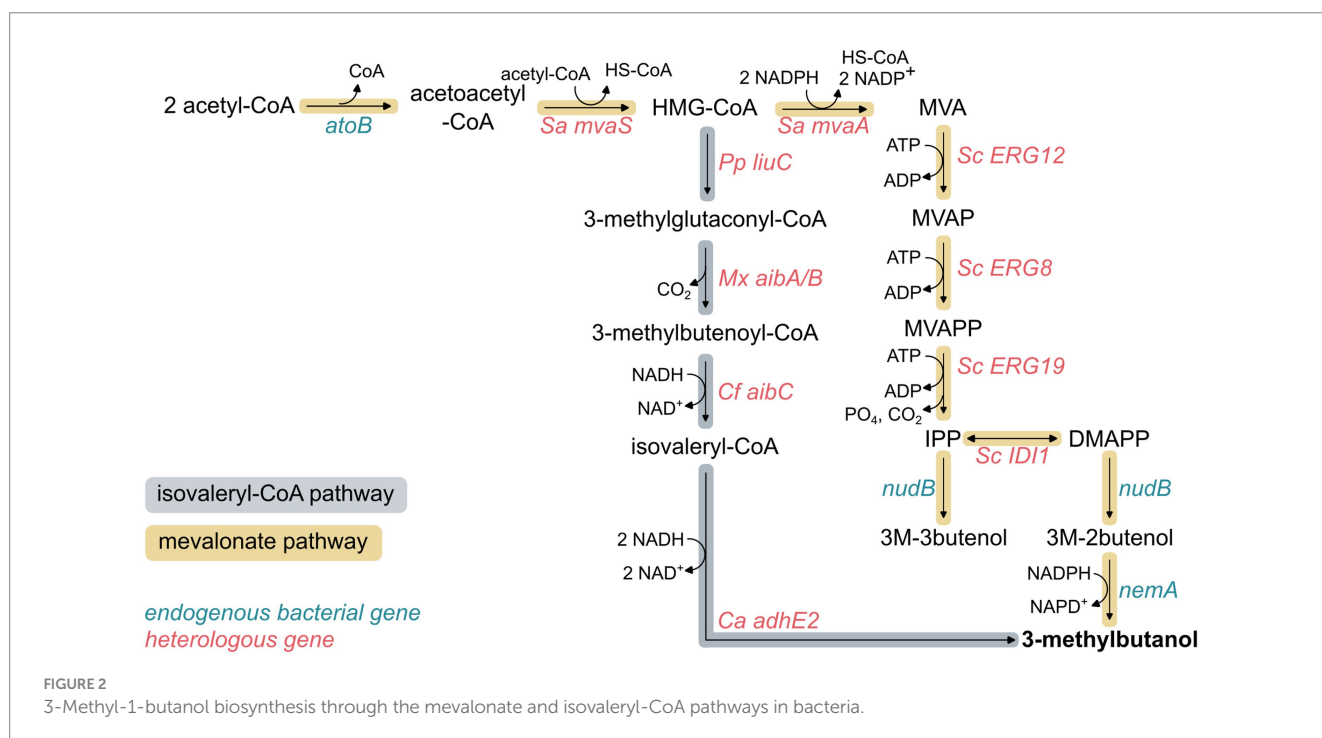 2 acetyl-CoA
CoA
atoB
acetoacetyl
-CoA
acetyl-CoA
HS-CoA
Sa mvaS
HMG-CoA
2 NADPH
HS-CoA
2 NADP+
Sa mvaA
MVA
Pp liuC
ATP
ADP
Sc ERG12
3-methylglutaconyl-CoA
MVAP
CO2
Mx aibA/B
ATP
ADP
Sc ERG8
3-methylbutenoyl-CoA
MVAPP
NADH
NAD+
Cf aibC
ATP
ADP
PO4, CO2
Sc ERG19
isovaleryl-CoA
IPP
Sc IDI1
DMAPP
isovaleryl-CoA pathway
mevalonate pathway
nudB
nudB
3M-3butenol
3M-2butenol
2 NADH
2 NAD+
NADPH
NAPD+
nemA
endogenous bacterial gene
heterologous gene
Ca adhE2
3-methylbutanol
FIGURE 2
3-Methyl-1-butanol biosynthesis through the mevalonate and isovaleryl-CoA pathways in bacteria.